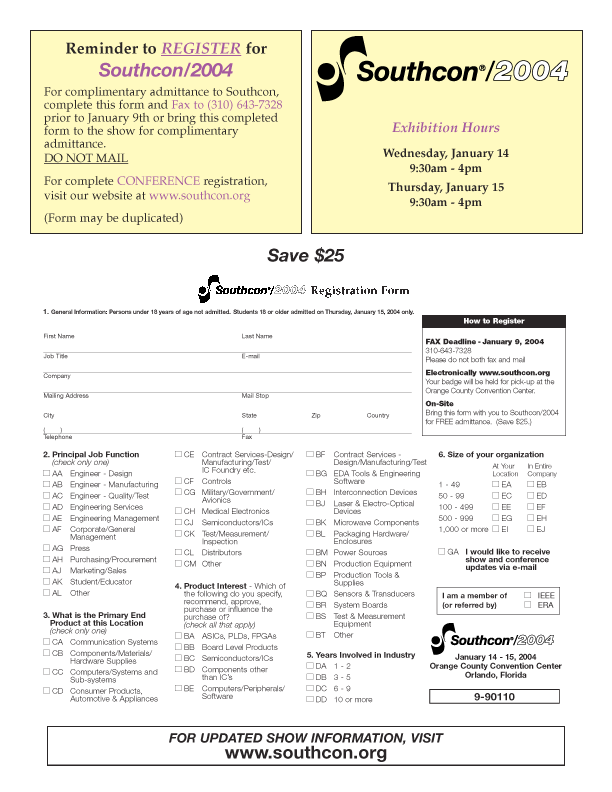 Reminder to REGISTER for
Southcon/2004
For complimentary admittance to Southcon,
complete this form and Fax to (310) 643-7328
prior to January 9th or bring this completed
form to the show for complimentary
admittance.
DO NOT MAIL
For complete CONFERENCE registration,
visit our website at www.southcon.org
(Form may be duplicated)
Southcon®/2004
Exhibition Hours
Wednesday, January 14
9:30am - 4pm
Thursday, January 15
9:30am - 4pm
Save $25
Southcon®/2004 Registration Form
1. General Information: Persons under 18 years of age not admitted. Students 18 or older admitted on Thursday, January 15, 2004 only.
First Name Last Name
Job Title E-mail
Company
Mailing Address Mail Stop
City State Zip Country
( ) ( )
Telephone Fax
How to Register
FAX Deadline - January 9, 2004
310-643-7328
Please do not both fax and mail
Electronically www.southcon.org
Your badge will be held for pick-up at the
Orange County Convention Center.
On-Site
Bring this form with you to Southcon/2004
for FREE admittance. (Save $25.)
2. Principal Job Function
(check only one)
AA Engineer - Design
AB Engineer - Manufacturing
AC Engineer - Quality/Test
AD Engineering Services
AE Engineering Management
AF Corporate/General
Management
AG Press
AH Purchasing/Procurement
AJ Marketing/Sales
AK Student/Educator
AL Other
3. What is the Primary End
Product at this Location
(check only one)
CA Communication Systems
CB Components/Materials/
Hardware Supplies
CC Computers/Systems and
Sub-systems
CD Consumer Products,
Automotive & Appliances
CE Contract Services-Design/
Manufacturing/Test/
IC Foundry etc.
CF Controls
CG Military/Government/
Avionics
CH Medical Electronics
CJ Semiconductors/ICs
CK Test/Measurement/
Inspection
CL Distributors
CM Other
4. Product Interest - Which of
the following do you specify,
recommend, approve,
purchase or influence the
purchase of?
(check all that apply)
BA ASICs, PLDs, FPGAs
BB Board Level Products
BC Semiconductors/ICs
BD Components other
than IC's
BE Computers/Peripherals/
Software
BF Contract Services -
Design/Manufacturing/Test
BG EDA Tools & Engineering
Software
BH Interconnection Devices
BJ Laser & Electro-Optical
Devices
BK Microwave Components
BL Packaging Hardware/
Enclosures
BM Power Sources
BN Production Equipment
BP Production Tools &
Supplies
BQ Sensors & Transducers
BR System Boards
BS Test & Measurement
Equipment
BT Other
5. Years Involved in Industry
DA 1 - 2
DB 3 - 5
DC 6 - 9
DD 10 or more
6. Size of your organization
At Your In Entire
Location Company
1 - 49 EA EB
50 - 99 EC ED
100 - 499 EE EF
500 - 999 EG EH
1,000 or more EI EJ
GA I would like to receive
show and conference
updates via e-mail
I am a member of IEEE
(or referred by) ERA
Southcon®/2004
January 14 - 15, 2004
Orange County Convention Center
Orlando, Florida
9-90110
FOR UPDATED SHOW INFORMATION, VISIT
www.southcon.org